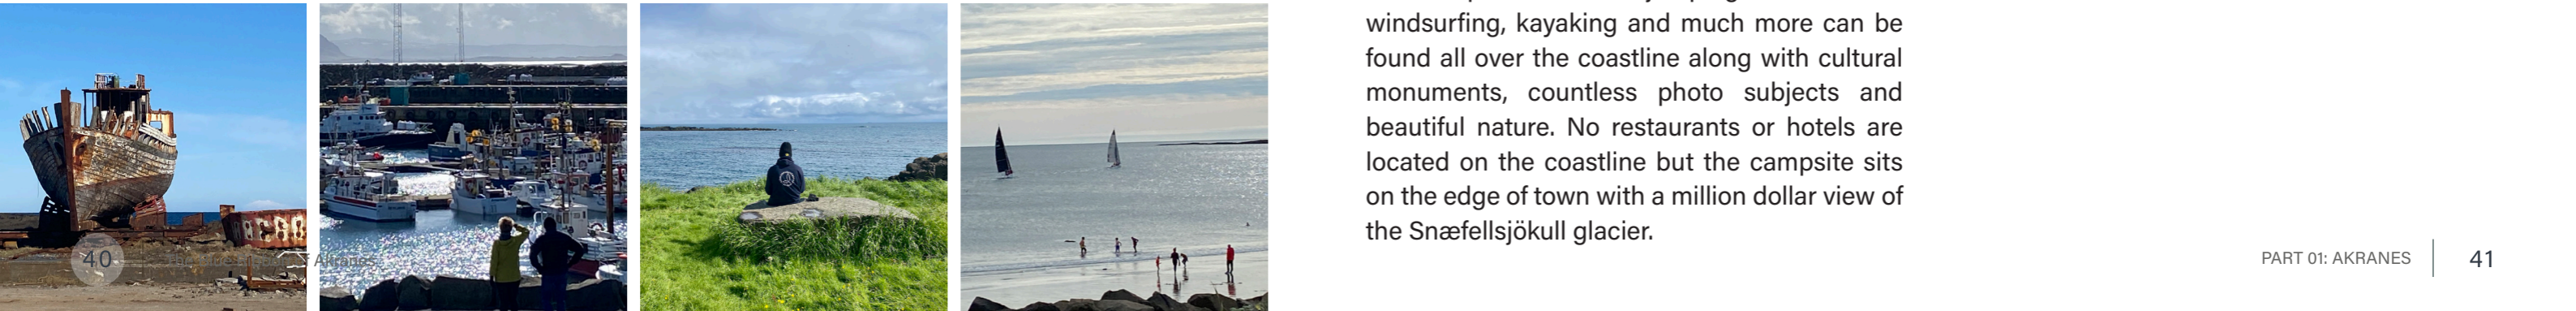 windsurfing, kayaking and much more can be
found all over the coastline along with cultural
monuments, countless photo subjects and
beautiful nature. No restaurants or hotels are
located on the coastline but the campsite sits
on the edge of town with a million dollar view of
the Snæfellsjökull glacier.
40
of Akranes
PART 01: AKRANES
41